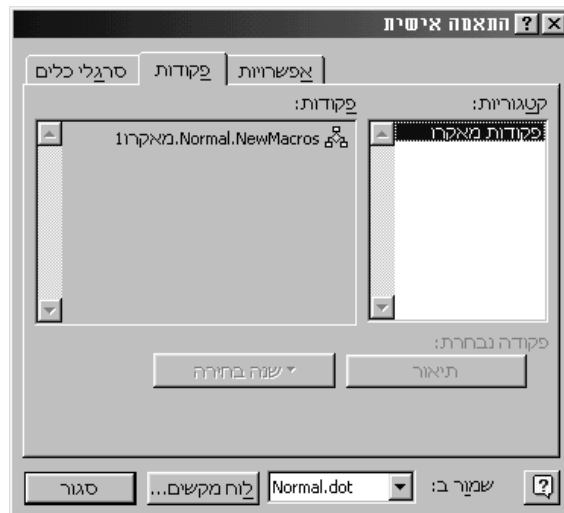 התאמה אישית
סרגלי כלים פקודות אפשרויות
קטגוריות: פקודות:
פקודות מאקרו Normal.NewMacros.מאקרו1
פקודה נבחרת:
תיאור שנה בחירה
שמור ב: Normal.dot לוח מקשים... סגור